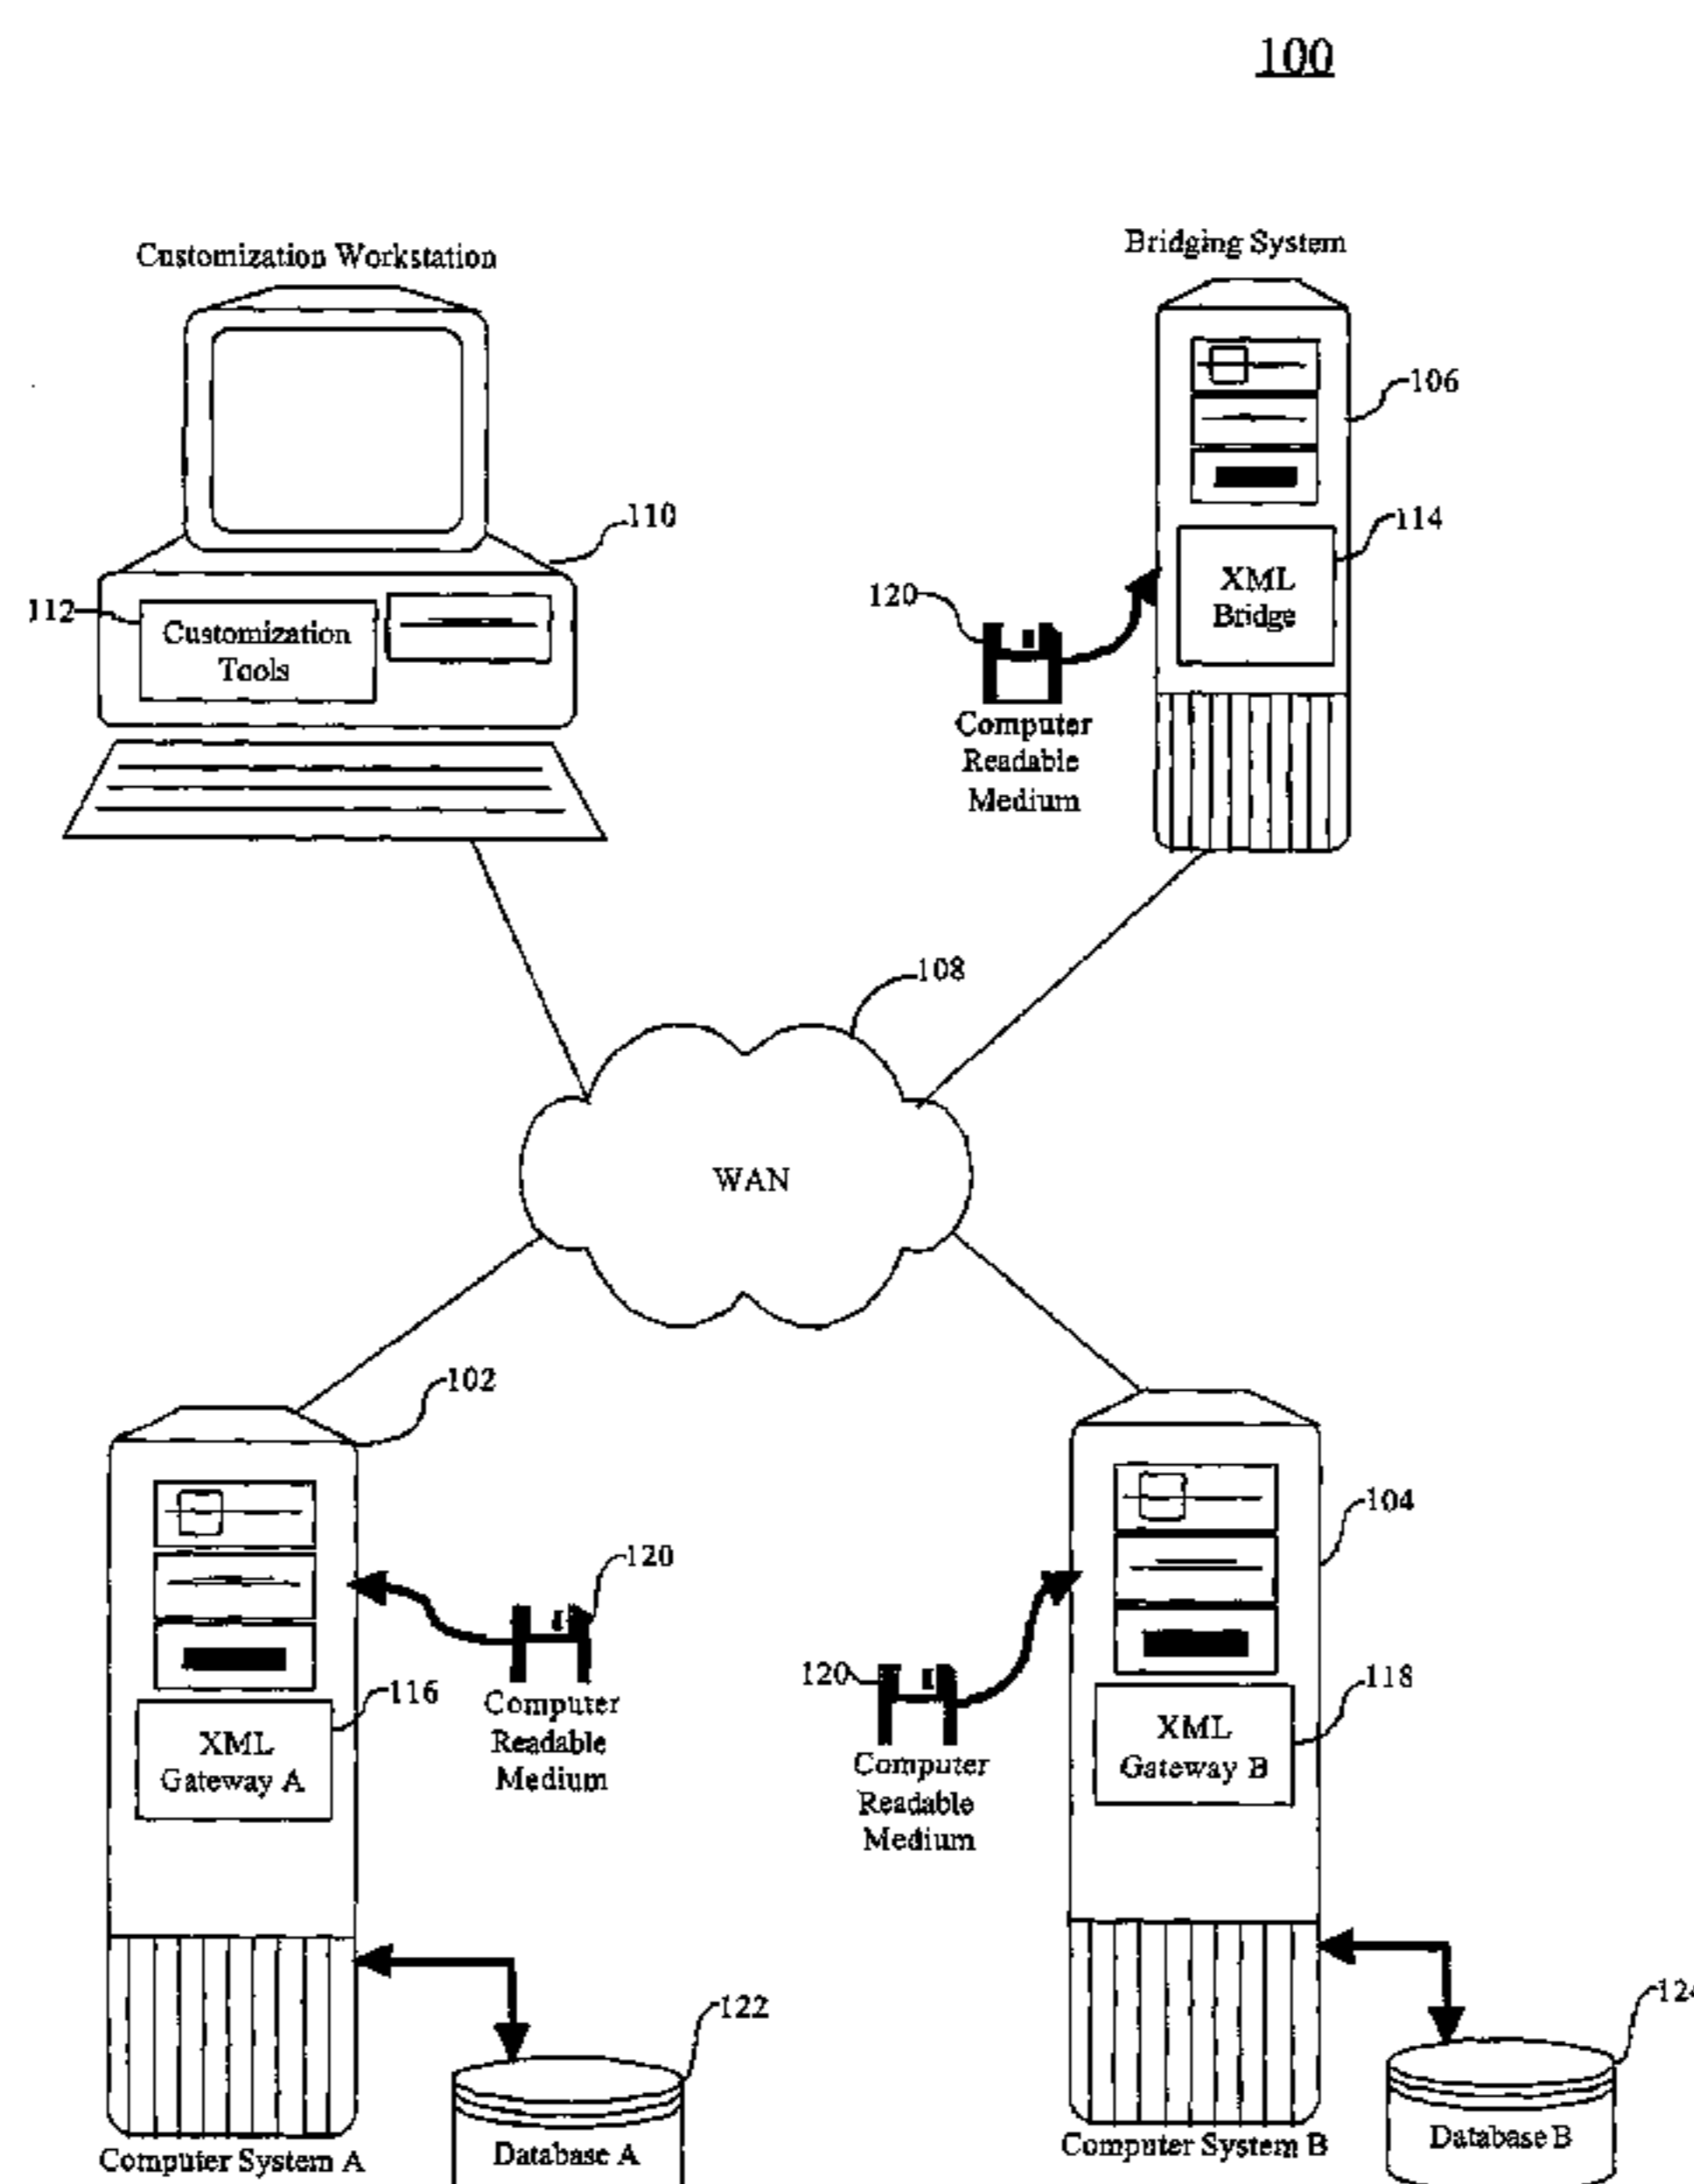 100
Customization Workstation
Bridging System
106
110
114
112
Customization
Tools
XML
Bridge
120
Computer
Readable
Medium
108
WAN
102
104
120
120
116
Computer
Readable
Medium
118
XML
Gateway A
XML
Gateway B
Computer
Readable
Medium
122
Database A
Database B
Computer System A
Computer System B